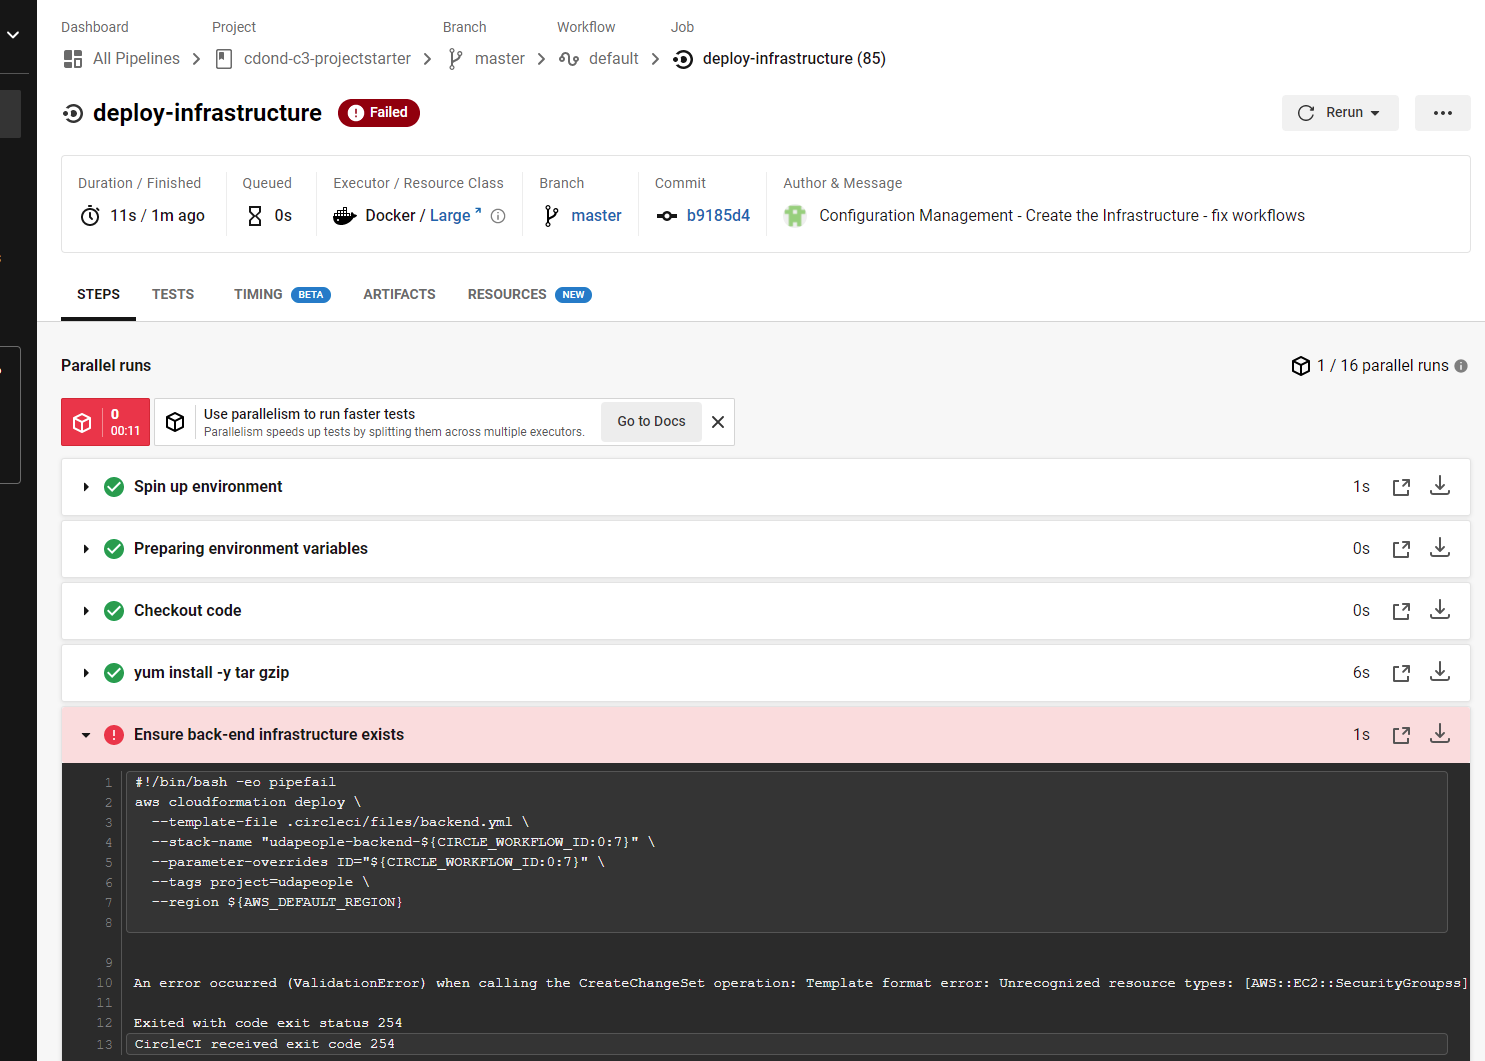 Dashboard Project Branch Workflow Job
All Pipelines cdond-c3-projectstarter master default deploy-infrastructure (85)
deploy-infrastructure Failed Rerun
Duration / Finished Queued Executor / Resource Class Branch Commit Author & Message
11s / 1m ago 0s Docker / Large master b9185d4 Configuration Management - Create the Infrastructure - fix workflows
STEPS TESTS TIMING BETA ARTIFACTS RESOURCES NEW
Parallel runs 1 / 16 parallel runs
0
00:11
Use parallelism to run faster tests
Parallelism speeds up tests by splitting them across multiple executors.
Go to Docs
Spin up environment 1s
Preparing environment variables 0s
Checkout code 0s
yum install -y tar gzip 6s
Ensure back-end infrastructure exists 1s
1 #!/bin/bash -eo pipefail
2 aws cloudformation deploy \
3 --template-file .circleci/files/backend.yml \
4 --stack-name "udapeople-backend-${CIRCLE_WORKFLOW_ID:0:7}" \
5 --parameter-overrides ID="${CIRCLE_WORKFLOW_ID:0:7}" \
6 --tags project=udapeople \
7 --region ${AWS_DEFAULT_REGION}
8
9
10 An error occurred (ValidationError) when calling the CreateChangeSet operation: Template format error: Unrecognized resource types: [AWS::EC2::SecurityGroupss]
11
12 Exited with code exit status 254
13 CircleCI received exit code 254